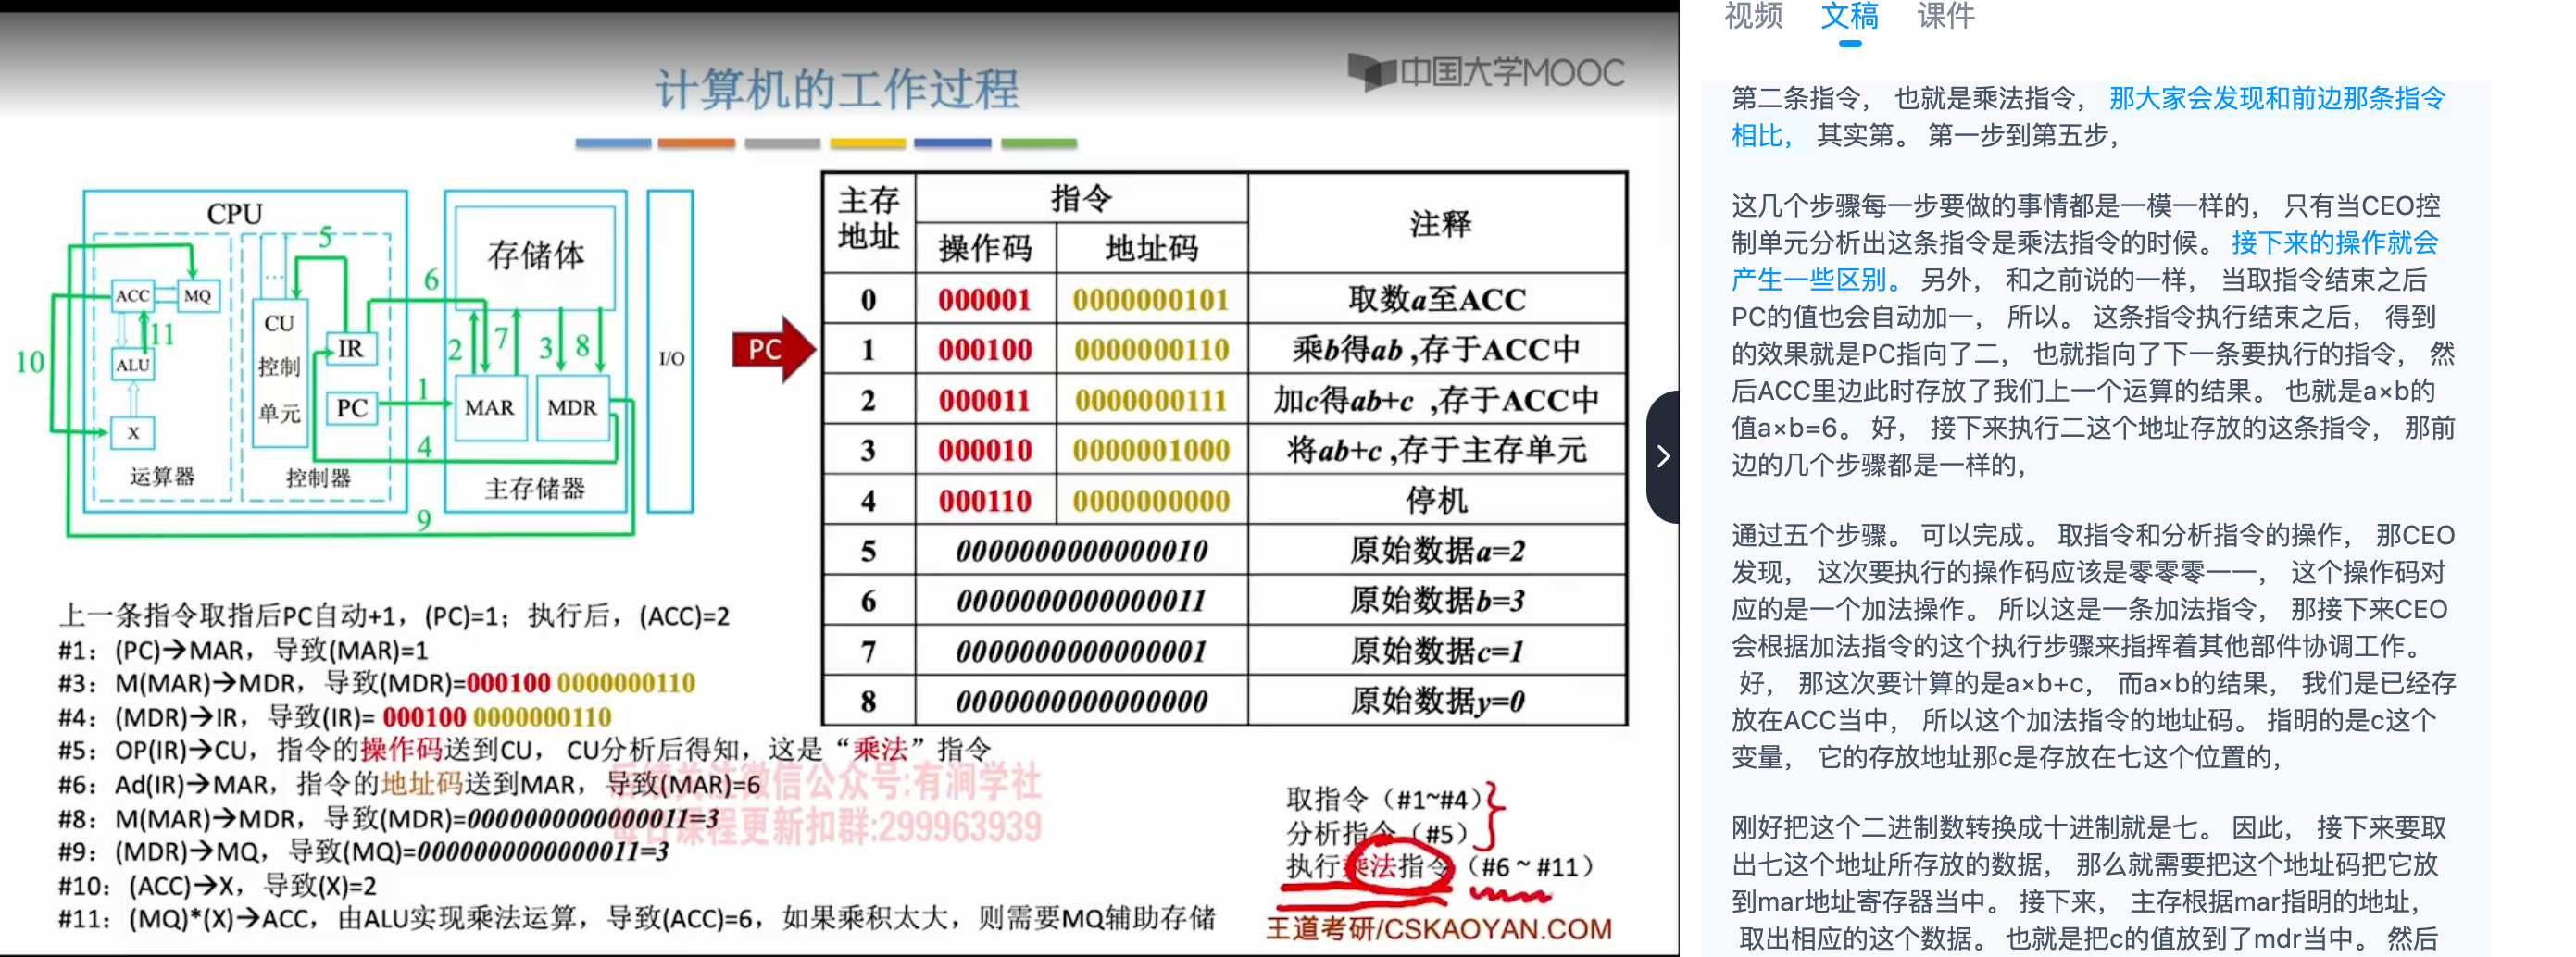 计算机的工作过程
中国大学MOOC
CPU
ACC
MQ
ALU
X
运算器
...
CU
控制
单元
IR
PC
控制器
存储体
MAR
MDR
主存储器
I/O
1
2
3
4
5
6
7
8
9
10
11
PC
主存地址 指令 注释
操作码 地址码
0 000001 0000000101 取数a至ACC
1 000100 0000000110 乘b得ab ,存于ACC中
2 000011 0000000111 加c得ab+c ,存于ACC中
3 000010 0000001000 将ab+c ,存于主存单元
4 000110 0000000000 停机
5 0000000000000010 原始数据a=2
6 0000000000000011 原始数据b=3
7 0000000000000001 原始数据c=1
8 0000000000000000 原始数据y=0
上一条指令取指后PC自动+1，(PC)=1；执行后，(ACC)=2
#1：(PC)→MAR，导致(MAR)=1
#3：M(MAR)→MDR，导致(MDR)=000100 0000000110
#4：(MDR)→IR，导致(IR)= 000100 0000000110
#5：OP(IR)→CU，指令的操作码送到CU，CU分析后得知，这是“乘法”指令
#6：Ad(IR)→MAR，指令的地址码送到MAR，导致(MAR)=6
#8：M(MAR)→MDR，导致(MDR)=0000000000000011=3
#9：(MDR)→MQ，导致(MQ)=0000000000000011=3
#10：(ACC)→X，导致(X)=2
#11：(MQ)*(X)→ACC，由ALU实现乘法运算，导致(ACC)=6，如果乘积太大，则需要MQ辅助存储
关注微信公众号:有涧学社
课程更新扣群:299963939
取指令（#1~#4）
分析指令（#5）
执行乘法指令（#6 ~ #11）
王道考研/CSKAOYAN.COM
视频 文稿 课件
第二条指令， 也就是乘法指令， 那大家会发现和前边那条指令
相比， 其实第。 第一步到第五步，
这几个步骤每一步要做的事情都是一模一样的， 只有当CEO控
制单元分析出这条指令是乘法指令的时候。 接下来的操作就会
产生一些区别。 另外， 和之前说的一样， 当取指令结束之后
PC的值也会自动加一， 所以。 这条指令执行结束之后， 得到
的效果就是PC指向了二， 也就指向了下一条要执行的指令， 然
后ACC里边此时存放了我们上一个运算的结果。 也就是a×b的
值a×b=6。 好， 接下来执行二这个地址存放的这条指令， 那前
边的几个步骤都是一样的，
通过五个步骤。 可以完成。 取指令和分析指令的操作， 那CEO
发现， 这次要执行的操作码应该是零零零一一， 这个操作码对
应的是一个加法操作。 所以这是一条加法指令， 那接下来CEO
会根据加法指令的这个执行步骤来指挥着其他部件协调工作。
好， 那这次要计算的是a×b+c， 而a×b的结果， 我们是已经存
放在ACC当中， 所以这个加法指令的地址码。 指明的是c这个
变量， 它的存放地址那c是存放在七这个位置的，
刚好把这个二进制数转换成十进制就是七。 因此， 接下来要取
出七这个地址所存放的数据， 那么就需要把这个地址码把它放
到mar地址寄存器当中。 接下来， 主存根据mar指明的地址，
取出相应的这个数据。 也就是把c的值放到了mdr当中。 然后